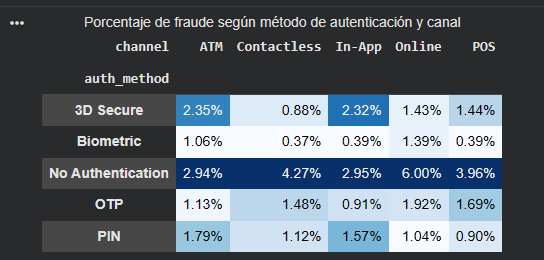 Porcentaje de fraude según método de autenticación y canal
channel ATM Contactless In-App Online POS
auth_method
3D Secure 2.35% 0.88% 2.32% 1.43% 1.44%
Biometric 1.06% 0.37% 0.39% 1.39% 0.39%
No Authentication 2.94% 4.27% 2.95% 6.00% 3.96%
OTP 1.13% 1.48% 0.91% 1.92% 1.69%
PIN 1.79% 1.12% 1.57% 1.04% 0.90%